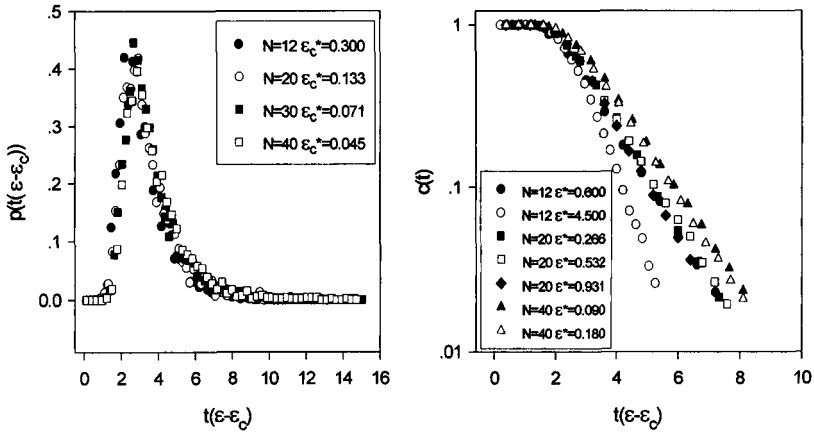 .5
.4
.3
.2
.1
0.0
p(t(ε-ε_c))
N=12 ε_c*=0.300
N=20 ε_c*=0.133
N=30 ε_c*=0.071
N=40 ε_c*=0.045
0 2 4 6 8 10 12 14 16
t(ε-ε_c)
1
.1
.01
c(t)
N=12 ε*=0.600
N=12 ε*=4.500
N=20 ε*=0.266
N=20 ε*=0.532
N=20 ε*=0.931
N=40 ε*=0.090
N=40 ε*=0.180
0 2 4 6 8 10
t(ε-ε_c)